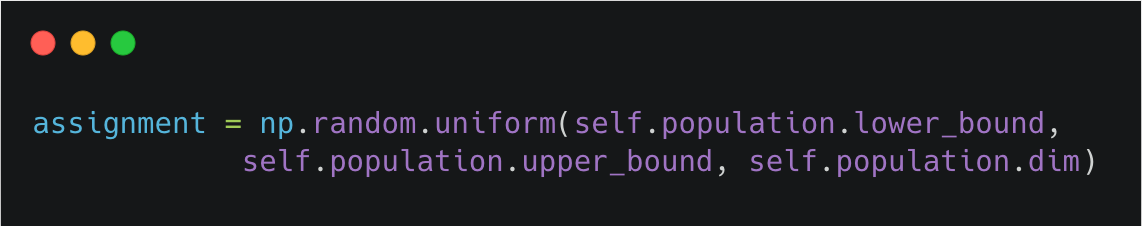 assignment = np.random.uniform(self.population.lower_bound,
self.population.upper_bound, self.population.dim)